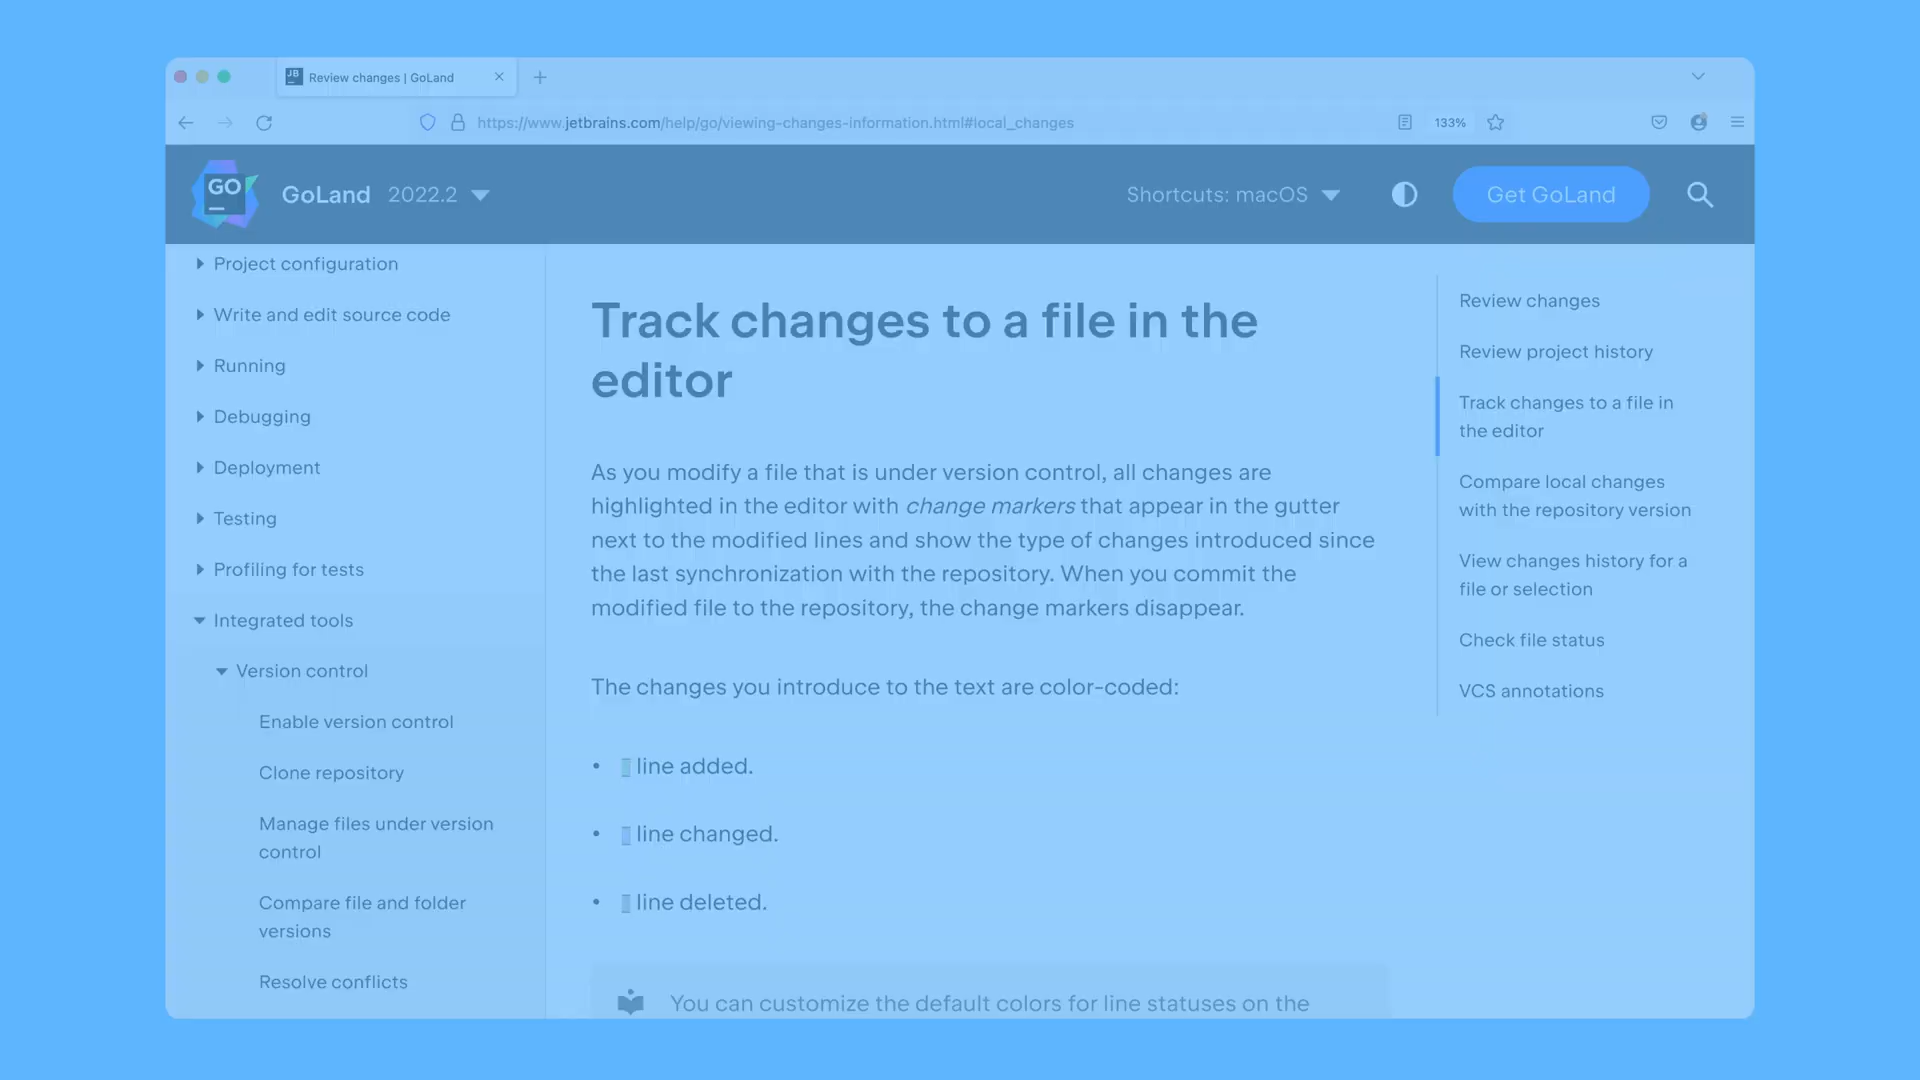 Review changes | GoLand
https://www.jetbrains.com/help/go/viewing-changes-information.html#local_changes
133%
GO
GoLand 2022.2
Shortcuts: macOS
Get GoLand
Project configuration
Write and edit source code
Running
Debugging
Deployment
Testing
Profiling for tests
Integrated tools
Version control
Enable version control
Clone repository
Manage files under version
control
Compare file and folder
versions
Resolve conflicts
Track changes to a file in the
editor
As you modify a file that is under version control, all changes are
highlighted in the editor with change markers that appear in the gutter
next to the modified lines and show the type of changes introduced since
the last synchronization with the repository. When you commit the
modified file to the repository, the change markers disappear.
The changes you introduce to the text are color-coded:
• line added.
• line changed.
• line deleted.
You can customize the default colors for line statuses on the
Review changes
Review project history
Track changes to a file in
the editor
Compare local changes
with the repository version
View changes history for a
file or selection
Check file status
VCS annotations